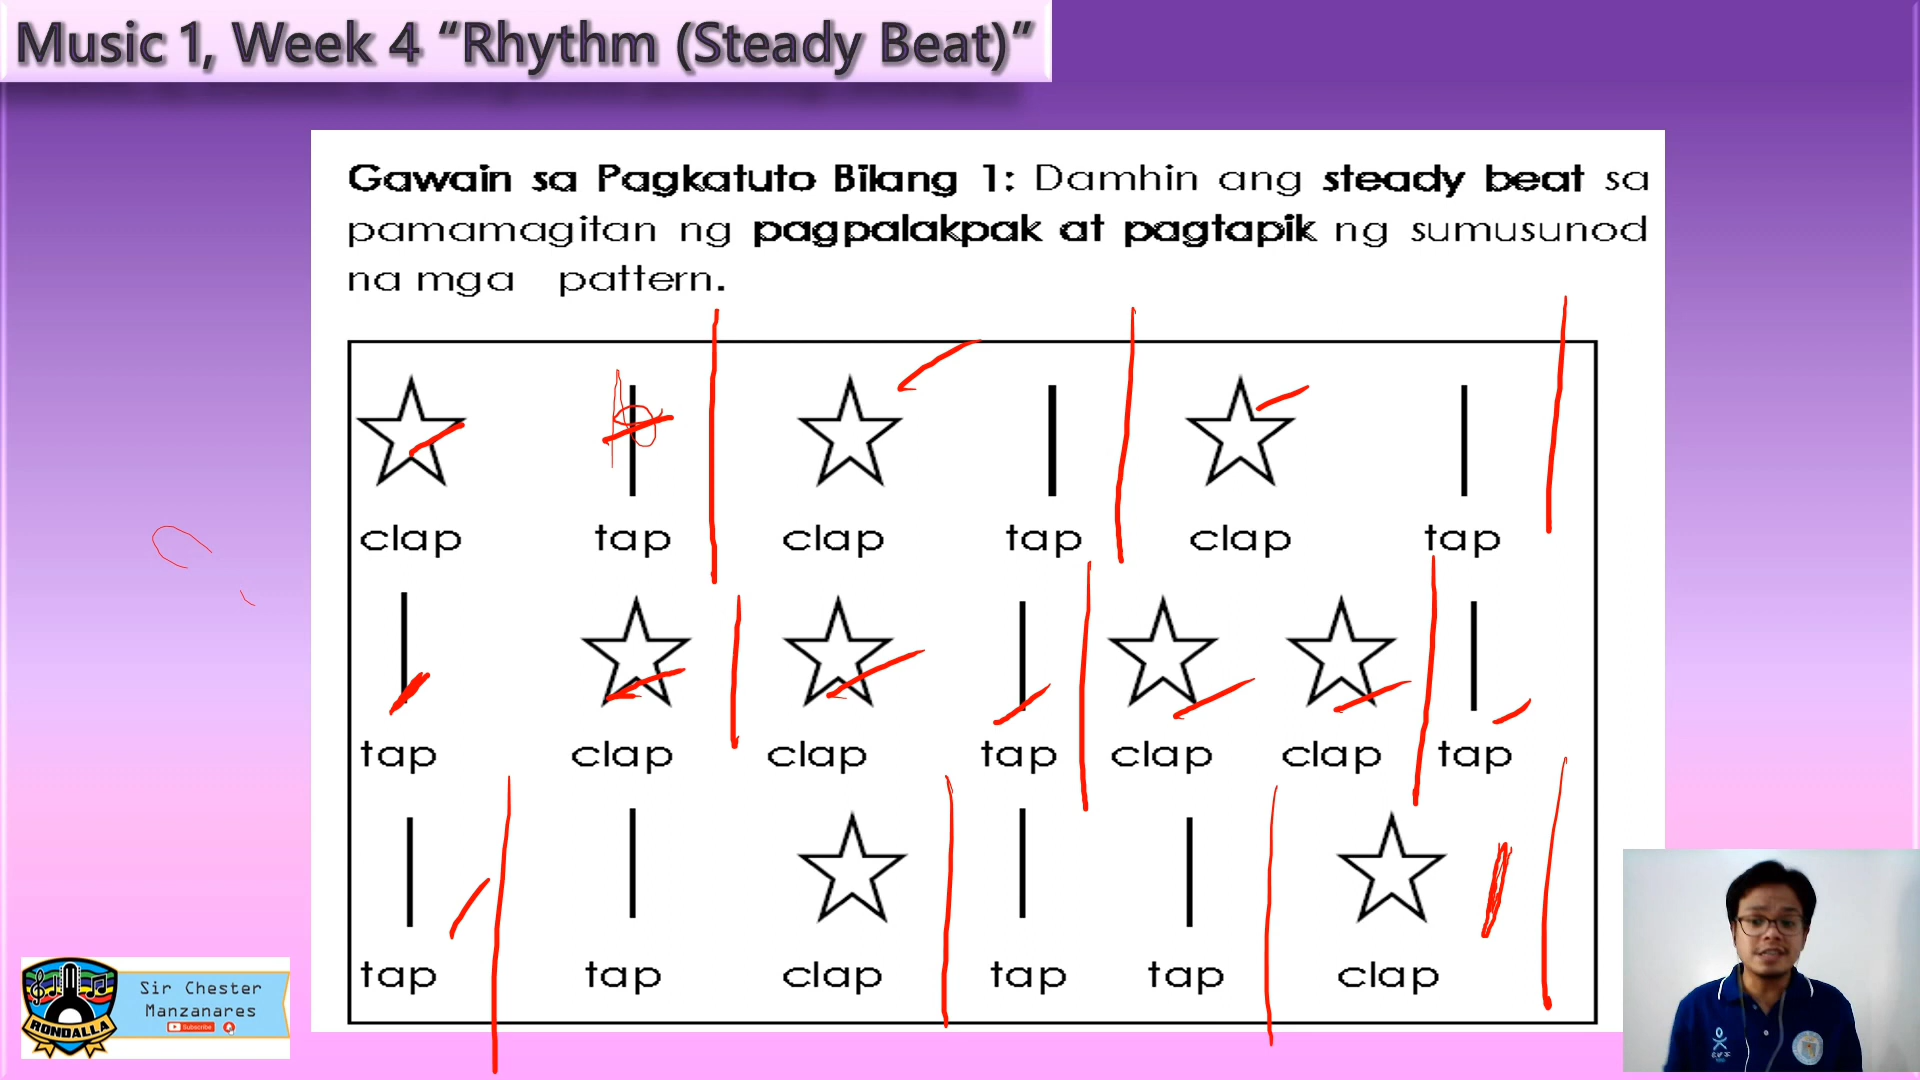 Music 1, Week 4 “Rhythm (Steady Beat)”
Gawain sa Pagkatuto Bilang 1: Damhin ang steady beat sa
pamamagitan ng pagpalakpak at pagtapik ng sumusunod
na mga pattern.
clap tap clap tap clap tap
tap clap clap tap clap clap tap
tap tap clap tap tap clap
RONDALLA
Sir Chester
Manzanares
Subscribe